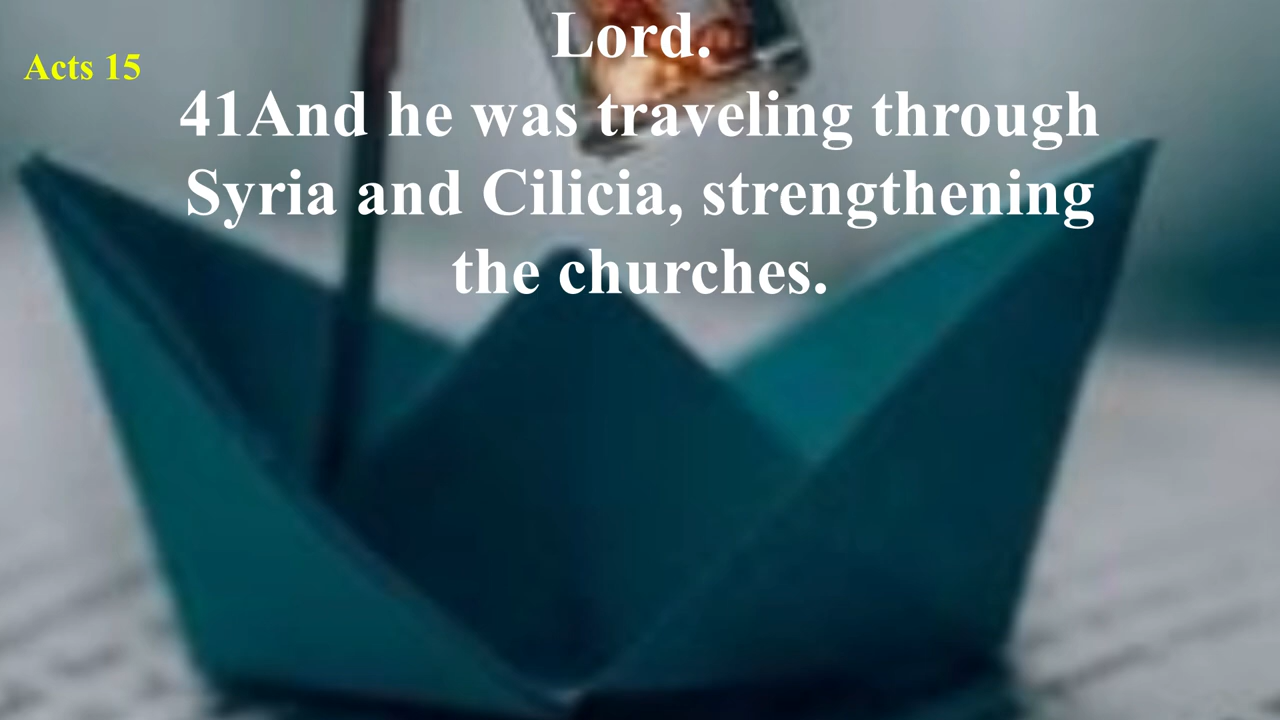 Lord.
Acts 15
41And he was traveling through
Syria and Cilicia, strengthening
the churches.